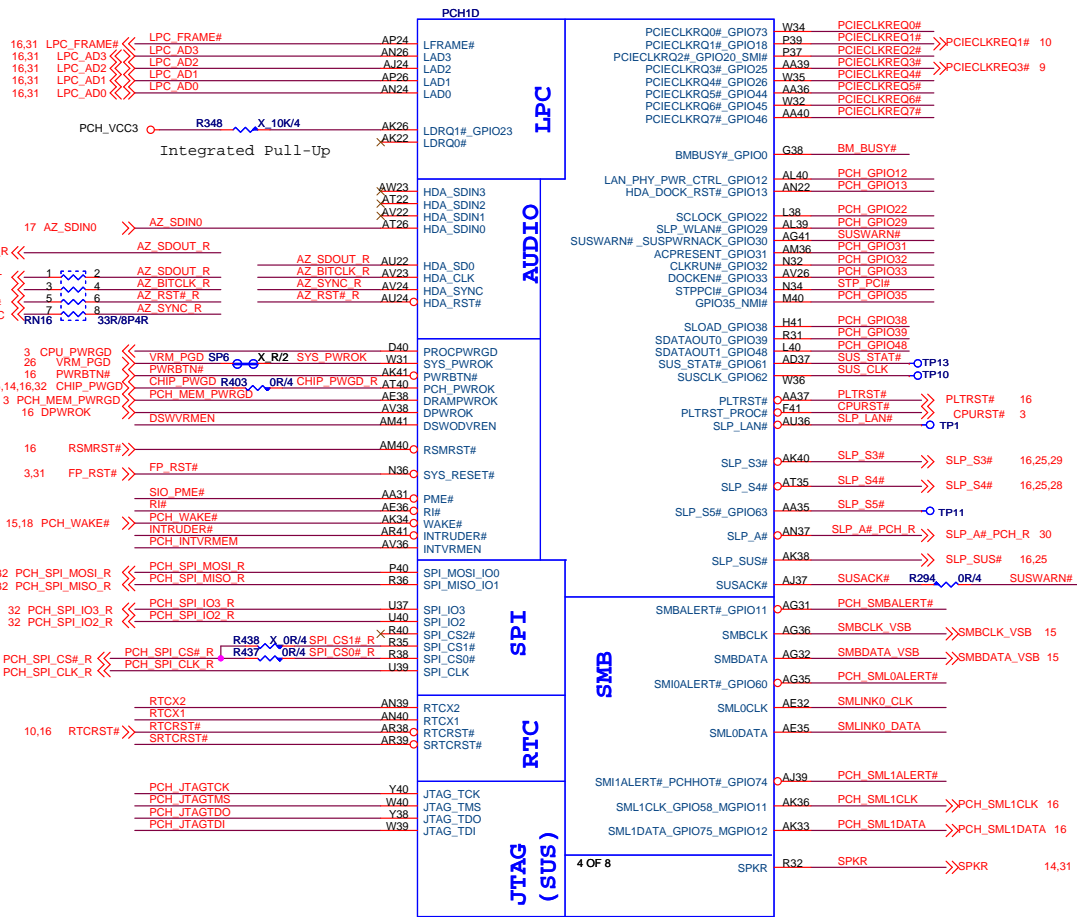 PCH1D
16,31 LPC_FRAME# LPC_FRAME# AP24 LFRAME#
16,31 LPC_AD3 LPC_AD3 AN26 LAD3
16,31 LPC_AD2 LPC_AD2 AJ24 LAD2
16,31 LPC_AD1 LPC_AD1 AP26 LAD1
16,31 LPC_AD0 LPC_AD0 AN24 LAD0
PCH_VCC3 R348 X_10K/4 AK26 LDRQ1#_GPIO23
AK22 LDRQ0#
Integrated Pull-Up
LPC
AW23 HDA_SDIN3
AT22 HDA_SDIN2
AV22 HDA_SDIN1
17 AZ_SDIN0 AZ_SDIN0 AT26 HDA_SDIN0
R AZ_SDOUT_R
AZ_SDOUT_R AU22 HDA_SD0
AZ_BITCLK_R AV23 HDA_CLK
AZ_SYNC_R AV24 HDA_SYNC
AZ_RST#_R AU24 HDA_RST#
1 2 AZ_SDOUT_R
3 4 AZ_BITCLK_R
5 6 AZ_RST#_R
C 7 8 AZ_SYNC_R
RN16 33R/8P4R
AUDIO
3 CPU_PWRGD D40 PROCPWRGD
26 VRM_PGD VRM_PGD SP6 X_R/2 SYS_PWROK W31 SYS_PWROK
16 PWRBTN# PWRBTN# AK41 PWRBTN#
,14,16,32 CHIP_PWGD CHIP_PWGD R403 0R/4 CHIP_PWGD_R AT40 PCH_PWROK
3 PCH_MEM_PWRGD PCH_MEM_PWRGD AE38 DRAMPWROK
16 DPWROK AV38 DPWROK
DSWVRMEN AM41 DSWODVREN
16 RSMRST# AM40 RSMRST#
3,31 FP_RST# FP_RST# N36 SYS_RESET#
SIO_PME# AA31 PME#
RI# AE36 RI#
15,18 PCH_WAKE# PCH_WAKE# AK34 WAKE#
INTRUDER# AR41 INTRUDER#
PCH_INTVRMEM AV36 INTVRMEN
32 PCH_SPI_MOSI_R PCH_SPI_MOSI_R P40 SPI_MOSI_IO0
32 PCH_SPI_MISO_R PCH_SPI_MISO_R R36 SPI_MISO_IO1
32 PCH_SPI_IO3_R PCH_SPI_IO3_R U37 SPI_IO3
32 PCH_SPI_IO2_R PCH_SPI_IO2_R U40 SPI_IO2
R40 SPI_CS2#
R438 X_0R/4 SPI_CS1#_R R35 SPI_CS1#
PCH_SPI_CS#_R PCH_SPI_CS#_R R437 0R/4 SPI_CS0#_R R38 SPI_CS0#
PCH_SPI_CLK_R PCH_SPI_CLK_R U39 SPI_CLK
SPI
RTCX2 AN39 RTCX2
RTCX1 AN40 RTCX1
10,16 RTCRST# RTCRST# AR38 RTCRST#
SRTCRST# AR39 SRTCRST#
RTC
PCH_JTAGTCK Y40 JTAG_TCK
PCH_JTAGTMS W40 JTAG_TMS
PCH_JTAGTDO Y38 JTAG_TDO
PCH_JTAGTDI W39 JTAG_TDI
JTAG
(SUS)
PCIECLKRQ0#_GPIO73 W34 PCIECLKREQ0#
PCIECLKRQ1#_GPIO18 P39 PCIECLKREQ1# PCIECLKREQ1# 10
PCIECLKRQ2#_GPIO20_SMI# P37 PCIECLKREQ2#
PCIECLKRQ3#_GPIO25 AA39 PCIECLKREQ3# PCIECLKREQ3# 9
PCIECLKRQ4#_GPIO26 W35 PCIECLKREQ4#
PCIECLKRQ5#_GPIO44 AA36 PCIECLKREQ5#
PCIECLKRQ6#_GPIO45 W32 PCIECLKREQ6#
PCIECLKRQ7#_GPIO46 AA40 PCIECLKREQ7#
BMBUSY#_GPIO0 G38 BM_BUSY#
LAN_PHY_PWR_CTRL_GPIO12 AL40 PCH_GPIO12
HDA_DOCK_RST#_GPIO13 AN22 PCH_GPIO13
SCLOCK_GPIO22 L38 PCH_GPIO22
SLP_WLAN#_GPIO29 AL39 PCH_GPIO29
SUSWARN#_SUSPWRNACK_GPIO30 AG41 SUSWARN#
ACPRESENT_GPIO31 AM36 PCH_GPIO31
CLKRUN#_GPIO32 N32 PCH_GPIO32
DOCKEN#_GPIO33 AV26 PCH_GPIO33
STPPCI#_GPIO34 N34 STP_PCI#
GPIO35_NMI# M40 PCH_GPIO35
SLOAD_GPIO38 H41 PCH_GPIO38
SDATAOUT0_GPIO39 R31 PCH_GPIO39
SDATAOUT1_GPIO48 L40 PCH_GPIO48
SUS_STAT#_GPIO61 AD37 SUS_STAT# TP13
SUSCLK_GPIO62 W36 SUS_CLK TP10
PLTRST# AA37 PLTRST# PLTRST# 16
PLTRST_PROC# F41 CPURST# CPURST# 3
SLP_LAN# AU36 SLP_LAN# TP1
SLP_S3# AK40 SLP_S3# SLP_S3# 16,25,29
SLP_S4# AT35 SLP_S4# SLP_S4# 16,25,28
SLP_S5#_GPIO63 AA35 SLP_S5# TP11
SLP_A# AN37 SLP_A#_PCH_R SLP_A#_PCH_R 30
SLP_SUS# AK38 SLP_SUS# 16,25
SUSACK# AJ37 SUSACK# R294 0R/4 SUSWARN#
SMBALERT#_GPIO11 AG31 PCH_SMBALERT#
SMBCLK AG36 SMBCLK_VSB SMBCLK_VSB 15
SMBDATA AG32 SMBDATA_VSB SMBDATA_VSB 15
SMI0ALERT#_GPIO60 AG35 PCH_SML0ALERT#
SML0CLK AE32 SMLINK0_CLK
SML0DATA AE35 SMLINK0_DATA
SMB
SMI1ALERT#_PCHHOT#_GPIO74 AJ39 PCH_SML1ALERT#
SML1CLK_GPIO58_MGPIO11 AK36 PCH_SML1CLK PCH_SML1CLK 16
SML1DATA_GPIO75_MGPIO12 AK33 PCH_SML1DATA PCH_SML1DATA 16
4 OF 8
SPKR R32 SPKR SPKR 14,31